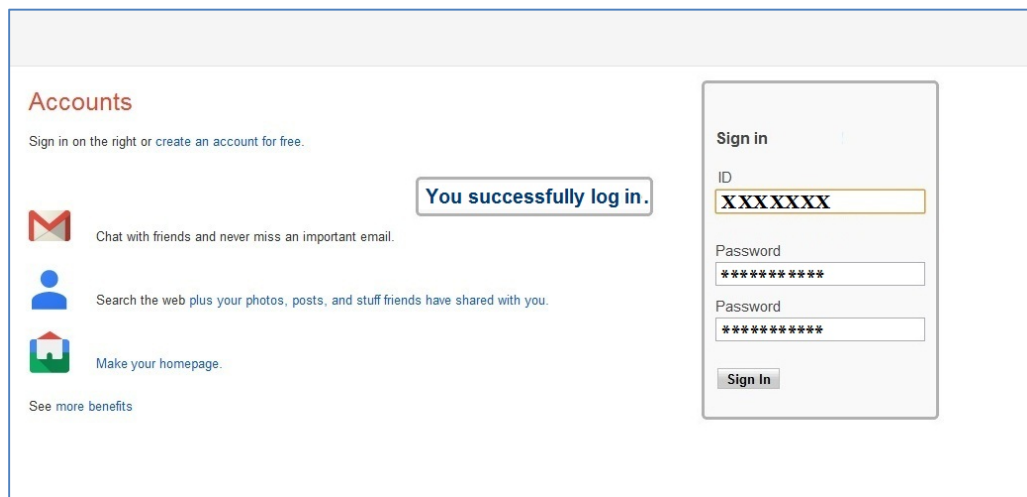 Accounts
Sign in on the right or create an account for free.
You successfully log in.
Chat with friends and never miss an important email.
Search the web plus your photos, posts, and stuff friends have shared with you.
Make your homepage.
See more benefits
Sign in
ID
XXXXXXX
Password
***********
Password
***********
Sign In